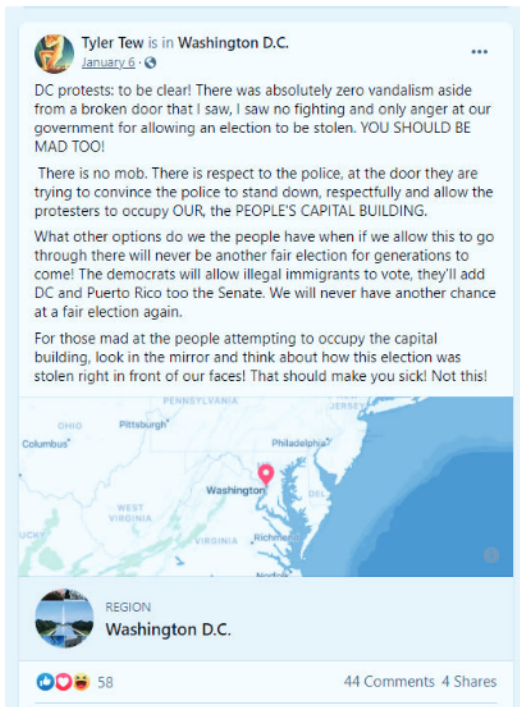 Tyler Tew is in Washington D.C.
January 6 ·
DC protests: to be clear! There was absolutely zero vandalism aside
from a broken door that I saw, I saw no fighting and only anger at our
government for allowing an election to be stolen. YOU SHOULD BE
MAD TOO!
There is no mob. There is respect to the police, at the door they are
trying to convince the police to stand down, respectfully and allow the
protesters to occupy OUR, the PEOPLE'S CAPITAL BUILDING.
What other options do we the people have when if we allow this to go
through there will never be another fair election for generations to
come! The democrats will allow illegal immigrants to vote, they'll add
DC and Puerto Rico too the Senate. We will never have another chance
at a fair election again.
For those mad at the people attempting to occupy the capital
building, look in the mirror and think about how this election was
stolen right in front of our faces! That should make you sick! Not this!
PENNSYLVANIA
JERSEY
OHIO
Pittsburgh
Columbus
Philadelphia
Washington
DEL
WEST
VIRGINIA
UCKY
VIRGINIA
Richmond
Norfolk
REGION
Washington D.C.
58
44 Comments 4 Shares